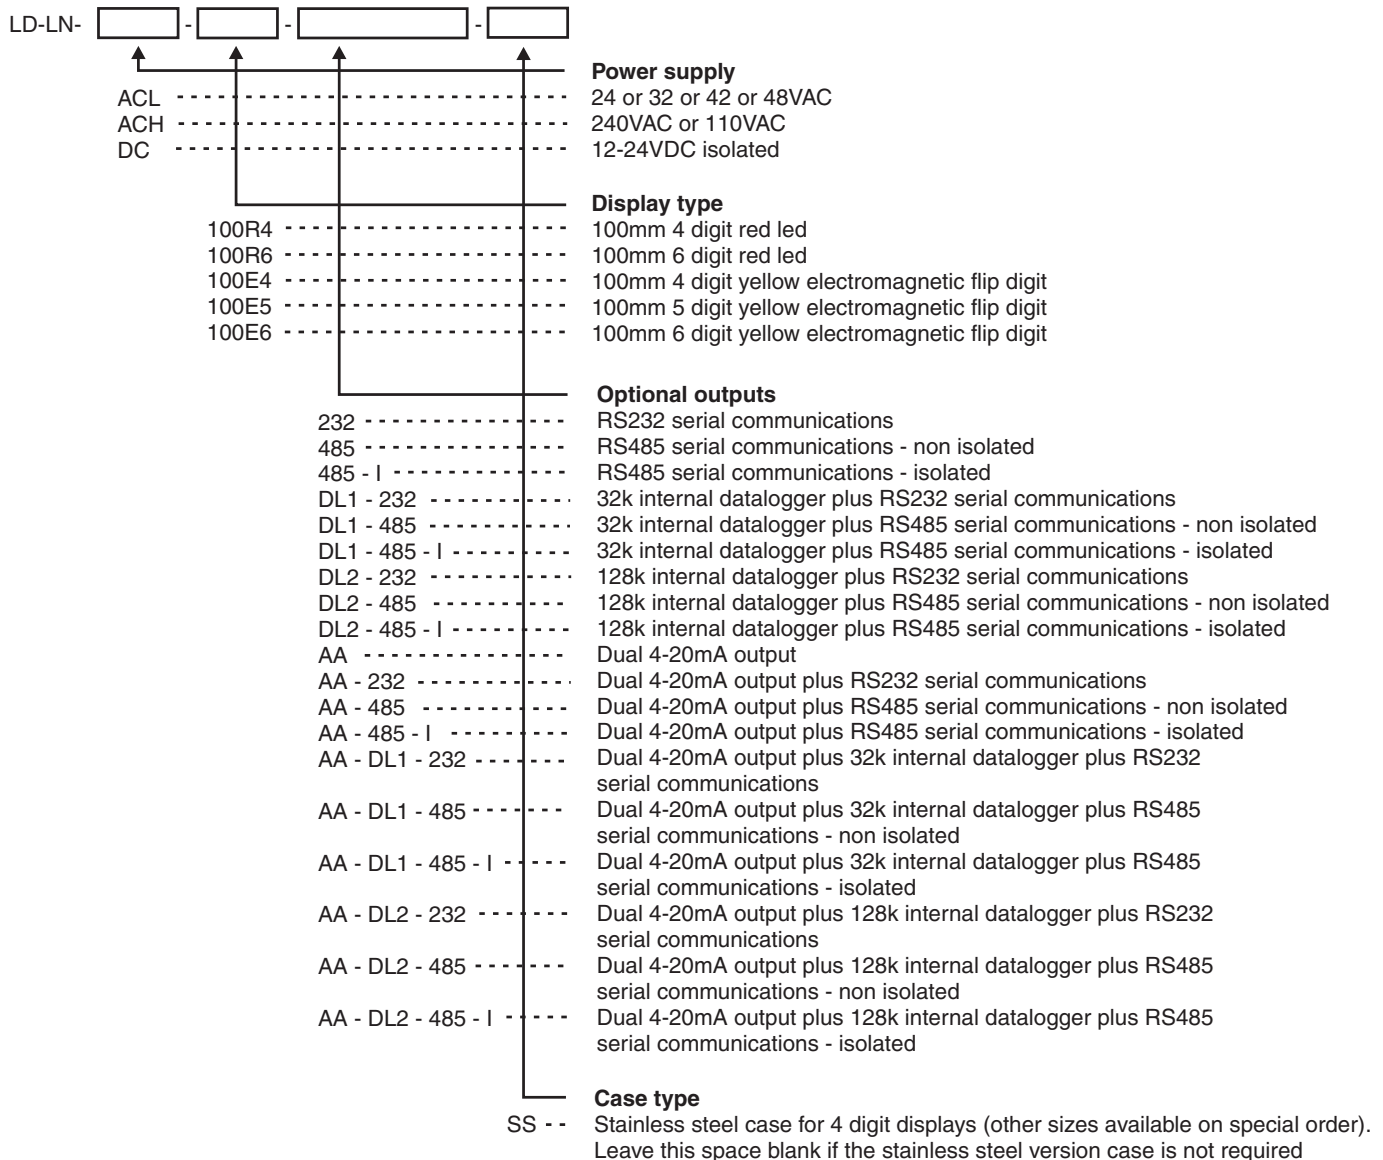 LD-LN- - - -
Power supply
ACL 24 or 32 or 42 or 48VAC
ACH 240VAC or 110VAC
DC 12-24VDC isolated
Display type
100R4 100mm 4 digit red led
100R6 100mm 6 digit red led
100E4 100mm 4 digit yellow electromagnetic flip digit
100E5 100mm 5 digit yellow electromagnetic flip digit
100E6 100mm 6 digit yellow electromagnetic flip digit
Optional outputs
232 RS232 serial communications
485 RS485 serial communications - non isolated
485 - I RS485 serial communications - isolated
DL1 - 232 32k internal datalogger plus RS232 serial communications
DL1 - 485 32k internal datalogger plus RS485 serial communications - non isolated
DL1 - 485 - I 32k internal datalogger plus RS485 serial communications - isolated
DL2 - 232 128k internal datalogger plus RS232 serial communications
DL2 - 485 128k internal datalogger plus RS485 serial communications - non isolated
DL2 - 485 - I 128k internal datalogger plus RS485 serial communications - isolated
AA Dual 4-20mA output
AA - 232 Dual 4-20mA output plus RS232 serial communications
AA - 485 Dual 4-20mA output plus RS485 serial communications - non isolated
AA - 485 - I Dual 4-20mA output plus RS485 serial communications - isolated
AA - DL1 - 232 Dual 4-20mA output plus 32k internal datalogger plus RS232
serial communications
AA - DL1 - 485 Dual 4-20mA output plus 32k internal datalogger plus RS485
serial communications - non isolated
AA - DL1 - 485 - I Dual 4-20mA output plus 32k internal datalogger plus RS485
serial communications - isolated
AA - DL2 - 232 Dual 4-20mA output plus 128k internal datalogger plus RS232
serial communications
AA - DL2 - 485 Dual 4-20mA output plus 128k internal datalogger plus RS485
serial communications - non isolated
AA - DL2 - 485 - I Dual 4-20mA output plus 128k internal datalogger plus RS485
serial communications - isolated
Case type
SS - - Stainless steel case for 4 digit displays (other sizes available on special order).
Leave this space blank if the stainless steel version case is not required